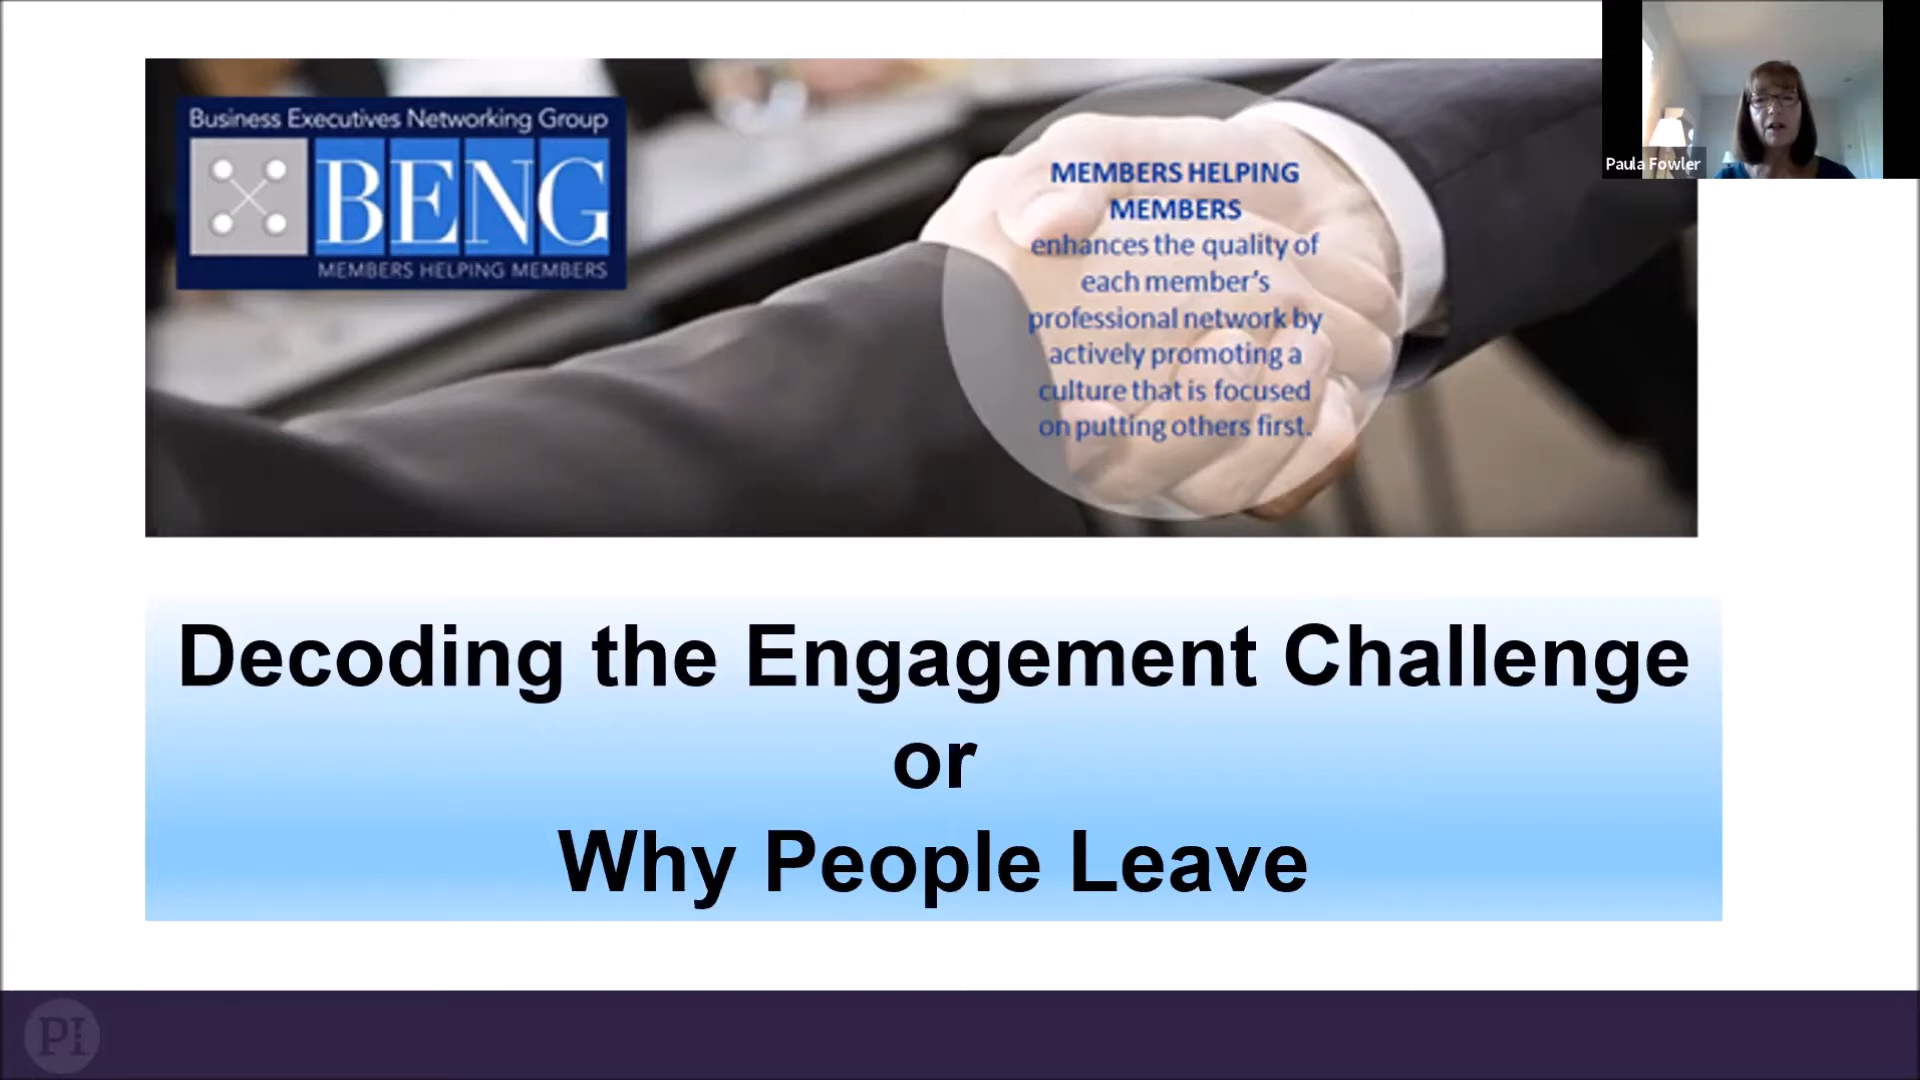 Business Executives Networking Group
BENG
MEMBERS HELPING MEMBERS
MEMBERS HELPING
MEMBERS
enhances the quality of
each member's
professional network by
actively promoting a
culture that is focused
on putting others first.
Paula Fowler
Decoding the Engagement Challenge
or
Why People Leave
PI